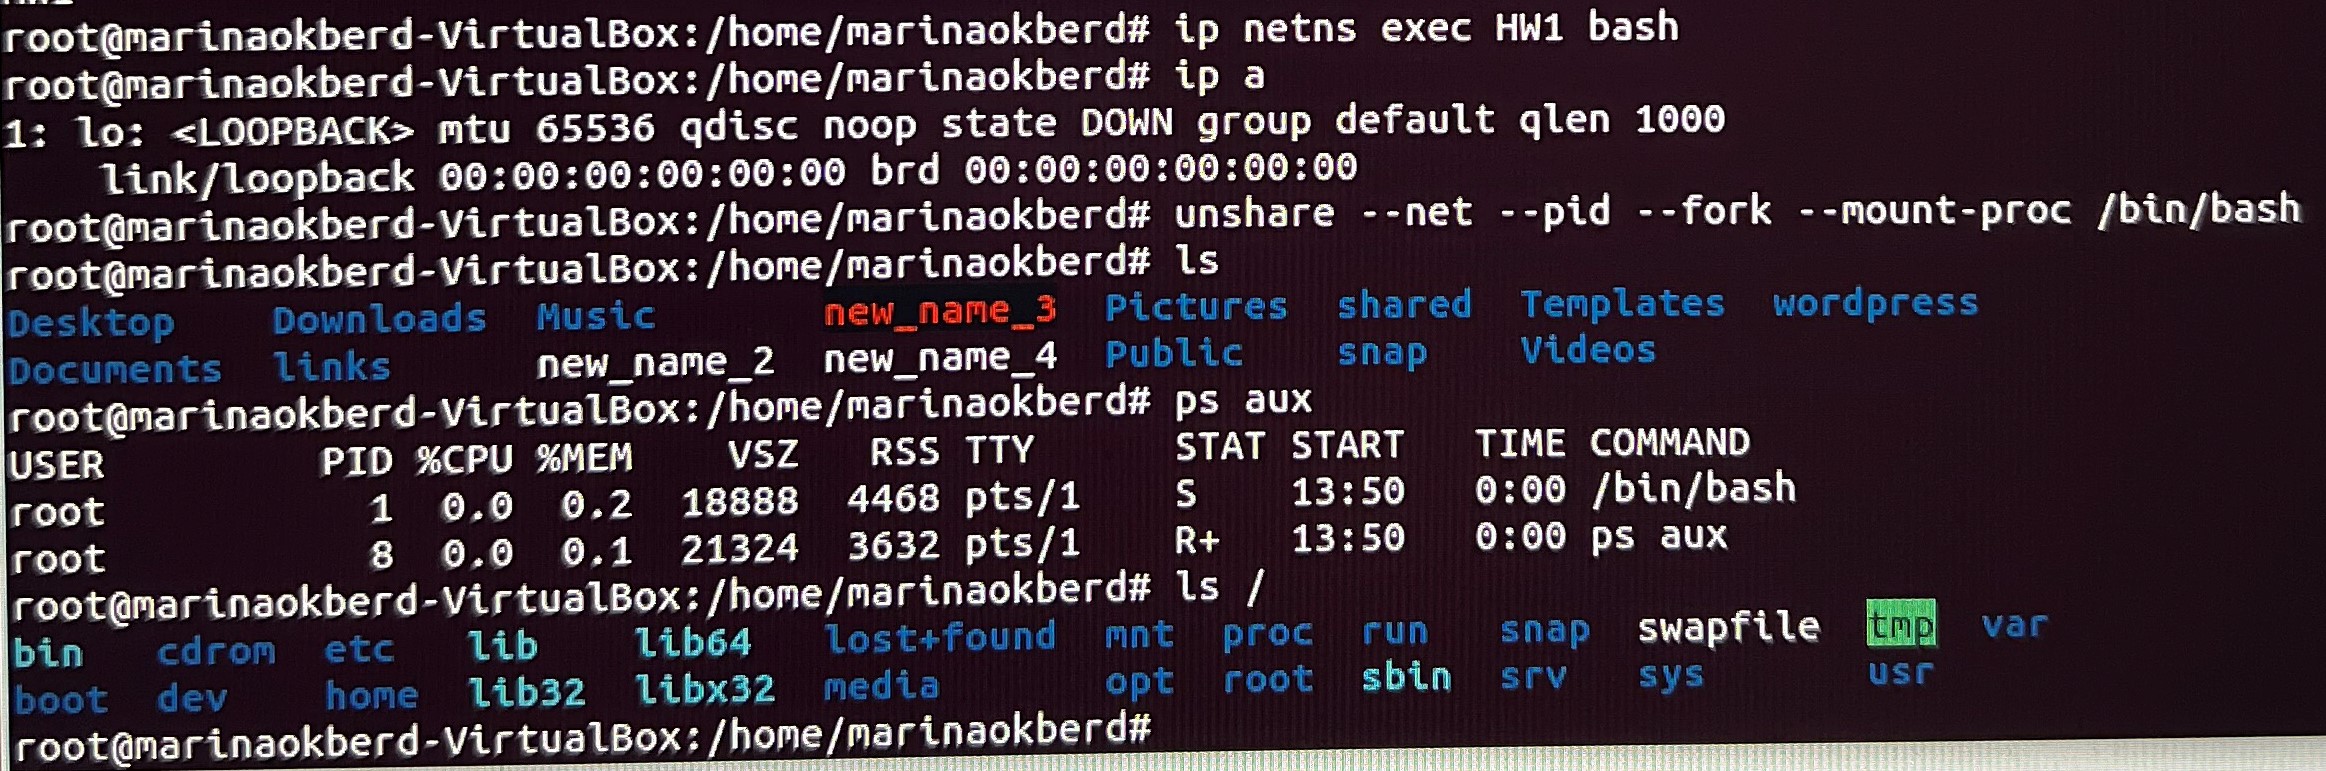 root@marinaokberd-VirtualBox:/home/marinaokberd# ip netns exec HW1 bash
root@marinaokberd-VirtualBox:/home/marinaokberd# ip a
1: lo: <LOOPBACK> mtu 65536 qdisc noop state DOWN group default qlen 1000
    link/loopback 00:00:00:00:00:00 brd 00:00:00:00:00:00
root@marinaokberd-VirtualBox:/home/marinaokberd# unshare --net --pid --fork --mount-proc /bin/bash
root@marinaokberd-VirtualBox:/home/marinaokberd# ls
Desktop    Downloads  Music       new_name_3  Pictures  shared  Templates  wordpress
Documents  links      new_name_2  new_name_4  Public    snap    Videos
root@marinaokberd-VirtualBox:/home/marinaokberd# ps aux
USER         PID %CPU %MEM    VSZ   RSS TTY      STAT START   TIME COMMAND
root           1  0.0  0.2  18888  4468 pts/1    S    13:50   0:00 /bin/bash
root           8  0.0  0.1  21324  3632 pts/1    R+   13:50   0:00 ps aux
root@marinaokberd-VirtualBox:/home/marinaokberd# ls /
bin   cdrom  etc   lib    lib64   lost+found  mnt  proc  run   snap  swapfile  tmp  var
boot  dev    home  lib32  libx32  media       opt  root  sbin  srv   sys       usr
root@marinaokberd-VirtualBox:/home/marinaokberd#